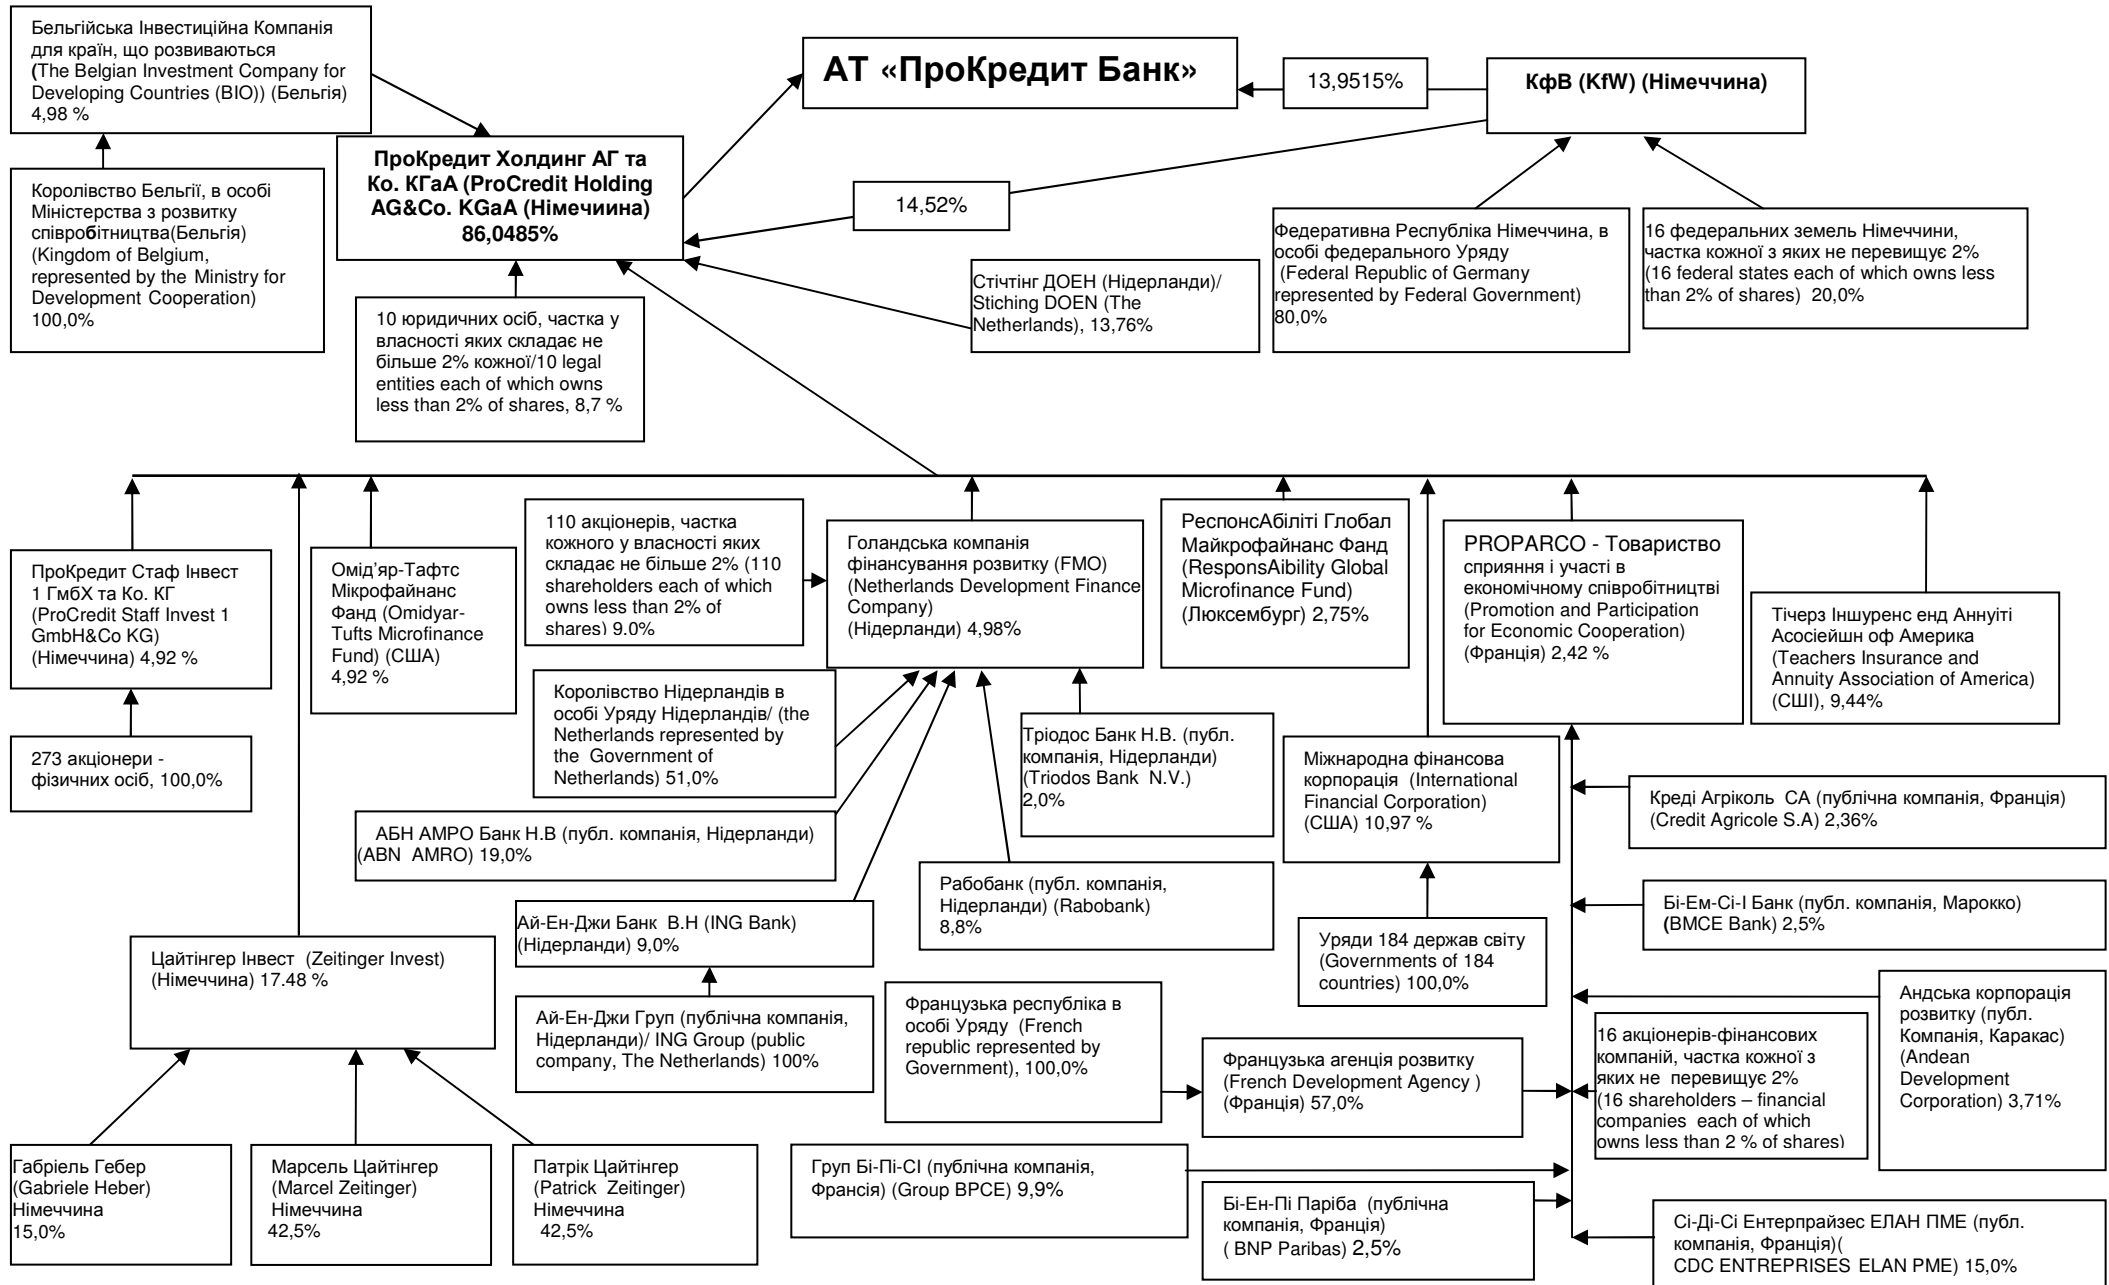 Бельгійська Інвестиційна Компанія
для країн, що розвиваються
(The Belgian Investment Company for
Developing Countries (BIO)) (Бельгія)
4,98 %
АТ «ПроКредит Банк»
13,9515%
КфВ (KfW) (Німеччина)
ПроКредит Холдинг АГ та
Ко. КГаА (ProCredit Holding
AG&Co. KGaA (Німечиина)
86,0485%
14,52%
Королівство Бельгії, в особі
Міністерства з розвитку
співробітництва(Бельгія)
(Kingdom of Belgium,
represented by the Ministry for
Development Cooperation)
100,0%
10 юридичних осіб, частка у
власності яких складає не
більше 2% кожної/10 legal
entities each of which owns
less than 2% of shares, 8,7 %
Стічтінг ДОЕН (Нідерланди)/
Stiching DOEN (The
Netherlands), 13,76%
Федеративна Республіка Німеччина, в
особі федерального Уряду
(Federal Republic of Germany
represented by Federal Government)
80,0%
16 федеральних земель Німеччини,
частка кожної з яких не перевищує 2%
(16 federal states each of which owns less
than 2% of shares) 20,0%
ПроКредит Стаф Інвест
1 ГмбХ та Ко. КГ
(ProCredit Staff Invest 1
GmbH&Co KG)
(Німеччина) 4,92 %
Омід'яр-Тафтс
Мікрофайнанс
Фанд (Omidyar-
Tufts Microfinance
Fund) (США)
4,92 %
110 акціонерів, частка
кожного у власності яких
складає не більше 2% (110
shareholders each of which
owns less than 2% of
shares) 9.0%
Голандська компанія
фінансування розвитку (FMO)
(Netherlands Development Finance
Company)
(Нідерланди) 4,98%
РеспонсАбіліті Глобал
Майкрофайнанс Фанд
(ResponsAibility Global
Microfinance Fund)
(Люксембург) 2,75%
PROPARCO - Товариство
сприяння і участі в
економічному співробітництві
(Promotion and Participation
for Economic Cooperation)
(Франція) 2,42 %
Тічерз Іншуренс енд Аннуіті
Асосієйшн оф Америка
(Teachers Insurance and
Annuity Association of America)
(СШІ), 9,44%
273 акціонери -
фізичних осіб, 100,0%
Королівство Нідерландів в
особі Уряду Нідерландів/ (the
Netherlands represented by
the Government of
Netherlands) 51,0%
Тріодос Банк Н.В. (публ.
компанія, Нідерланди)
(Triodos Bank N.V.)
2,0%
Міжнародна фінансова
корпорація (International
Financial Corporation)
(США) 10,97 %
Креді Агріколь СА (публічна компанія, Франція)
(Credit Agricole S.A) 2,36%
АБН АМРО Банк Н.В (публ. компанія, Нідерланди)
(ABN AMRO) 19,0%
Рабобанк (публ. компанія,
Нідерланди) (Rabobank)
8,8%
Бі-Ем-Сі-І Банк (публ. компанія, Марокко)
(BMCE Bank) 2,5%
Ай-Ен-Джи Банк В.Н (ING Bank)
(Нідерланди) 9,0%
Уряди 184 держав світу
(Governments of 184
countries) 100,0%
Цайтінгер Інвест (Zeitinger Invest)
(Німеччина) 17.48 %
Ай-Ен-Джи Груп (публічна компанія,
Нідерланди)/ ING Group (public
company, The Netherlands) 100%
Французька республіка в
особі Уряду (French
republic represented by
Government), 100,0%
Французька агенція розвитку
(French Development Agency )
(Франція) 57,0%
16 акціонерів-фінансових
компаній, частка кожної з
яких не перевищує 2%
(16 shareholders – financial
companies each of which
owns less than 2 % of shares)
Андська корпорація
розвитку (публ.
Компанія, Каракас)
(Andean
Development
Corporation) 3,71%
Габріель Гебер
(Gabriele Heber)
Німеччина
15,0%
Марсель Цайтінгер
(Marcel Zeitinger)
Німеччина
42,5%
Патрік Цайтінгер
(Patrick Zeitinger)
Німеччина
42,5%
Груп Бі-Пі-СІ (публічна компанія,
Франсія) (Group BPCE) 9,9%
Бі-Ен-Пі Паріба (публічна
компанія, Франція)
( BNP Paribas) 2,5%
Сі-Ді-Сі Ентерпрайзес ЕЛАН ПМЕ (публ.
компанія, Франція)(
CDC ENTREPRISES ELAN PME) 15,0%